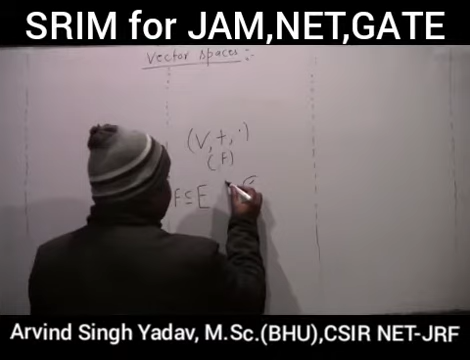 SRIM for JAM,NET,GATE
Vector spaces :-
(V, +, ·)
(F)
F ⊆ E
Arvind Singh Yadav, M.Sc.(BHU),CSIR NET-JRF